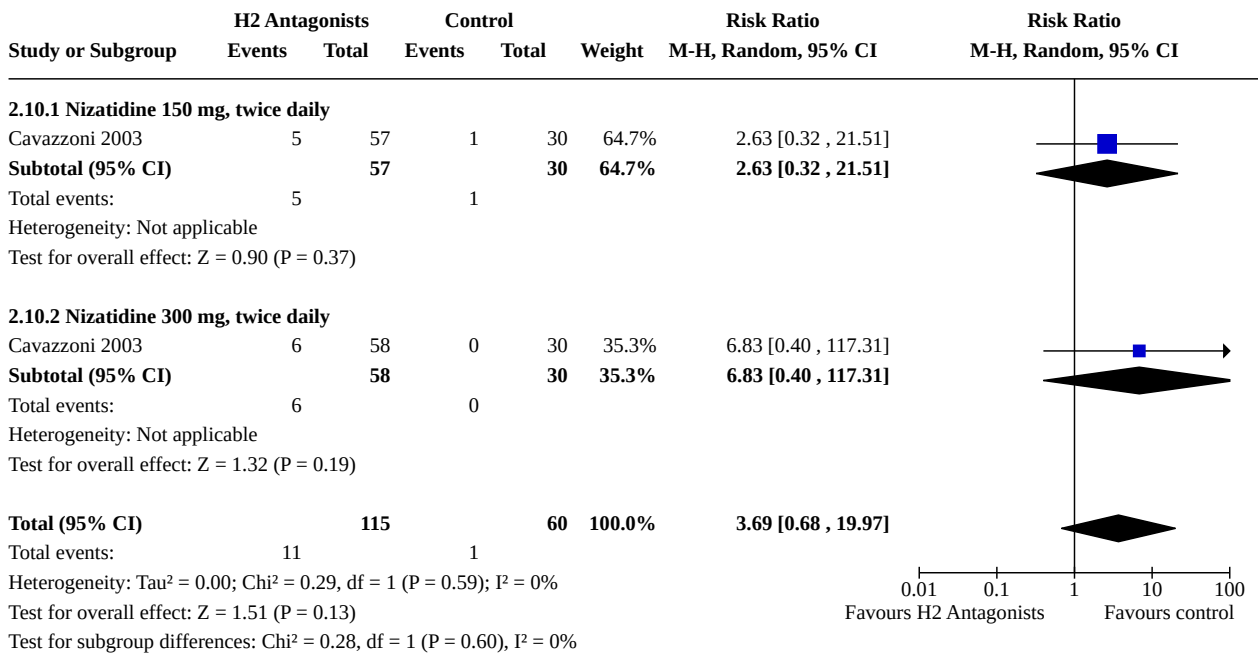 H2 Antagonists Control Risk Ratio Risk Ratio
Study or Subgroup Events Total Events Total Weight M-H, Random, 95% CI M-H, Random, 95% CI
2.10.1 Nizatidine 150 mg, twice daily
Cavazzoni 2003 5 57 1 30 64.7% 2.63 [0.32 , 21.51]
Subtotal (95% CI) 57 30 64.7% 2.63 [0.32 , 21.51]
Total events: 5 1
Heterogeneity: Not applicable
Test for overall effect: Z = 0.90 (P = 0.37)
2.10.2 Nizatidine 300 mg, twice daily
Cavazzoni 2003 6 58 0 30 35.3% 6.83 [0.40 , 117.31]
Subtotal (95% CI) 58 30 35.3% 6.83 [0.40 , 117.31]
Total events: 6 0
Heterogeneity: Not applicable
Test for overall effect: Z = 1.32 (P = 0.19)
Total (95% CI) 115 60 100.0% 3.69 [0.68 , 19.97]
Total events: 11 1
Heterogeneity: Tau² = 0.00; Chi² = 0.29, df = 1 (P = 0.59); I² = 0%
0.01 0.1 1 10 100
Test for overall effect: Z = 1.51 (P = 0.13)
Favours H2 Antagonists Favours control
Test for subgroup differences: Chi² = 0.28, df = 1 (P = 0.60), I² = 0%